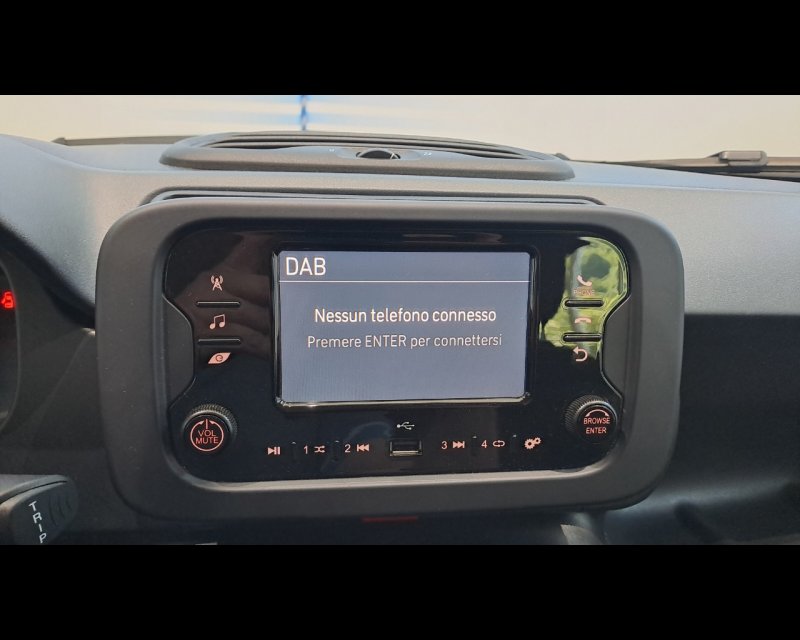 DAB
Nessun telefono connesso
Premere ENTER per connettersi
PHONE
VOL
MUTE
BROWSE
ENTER
1
2
3
4
TRIP